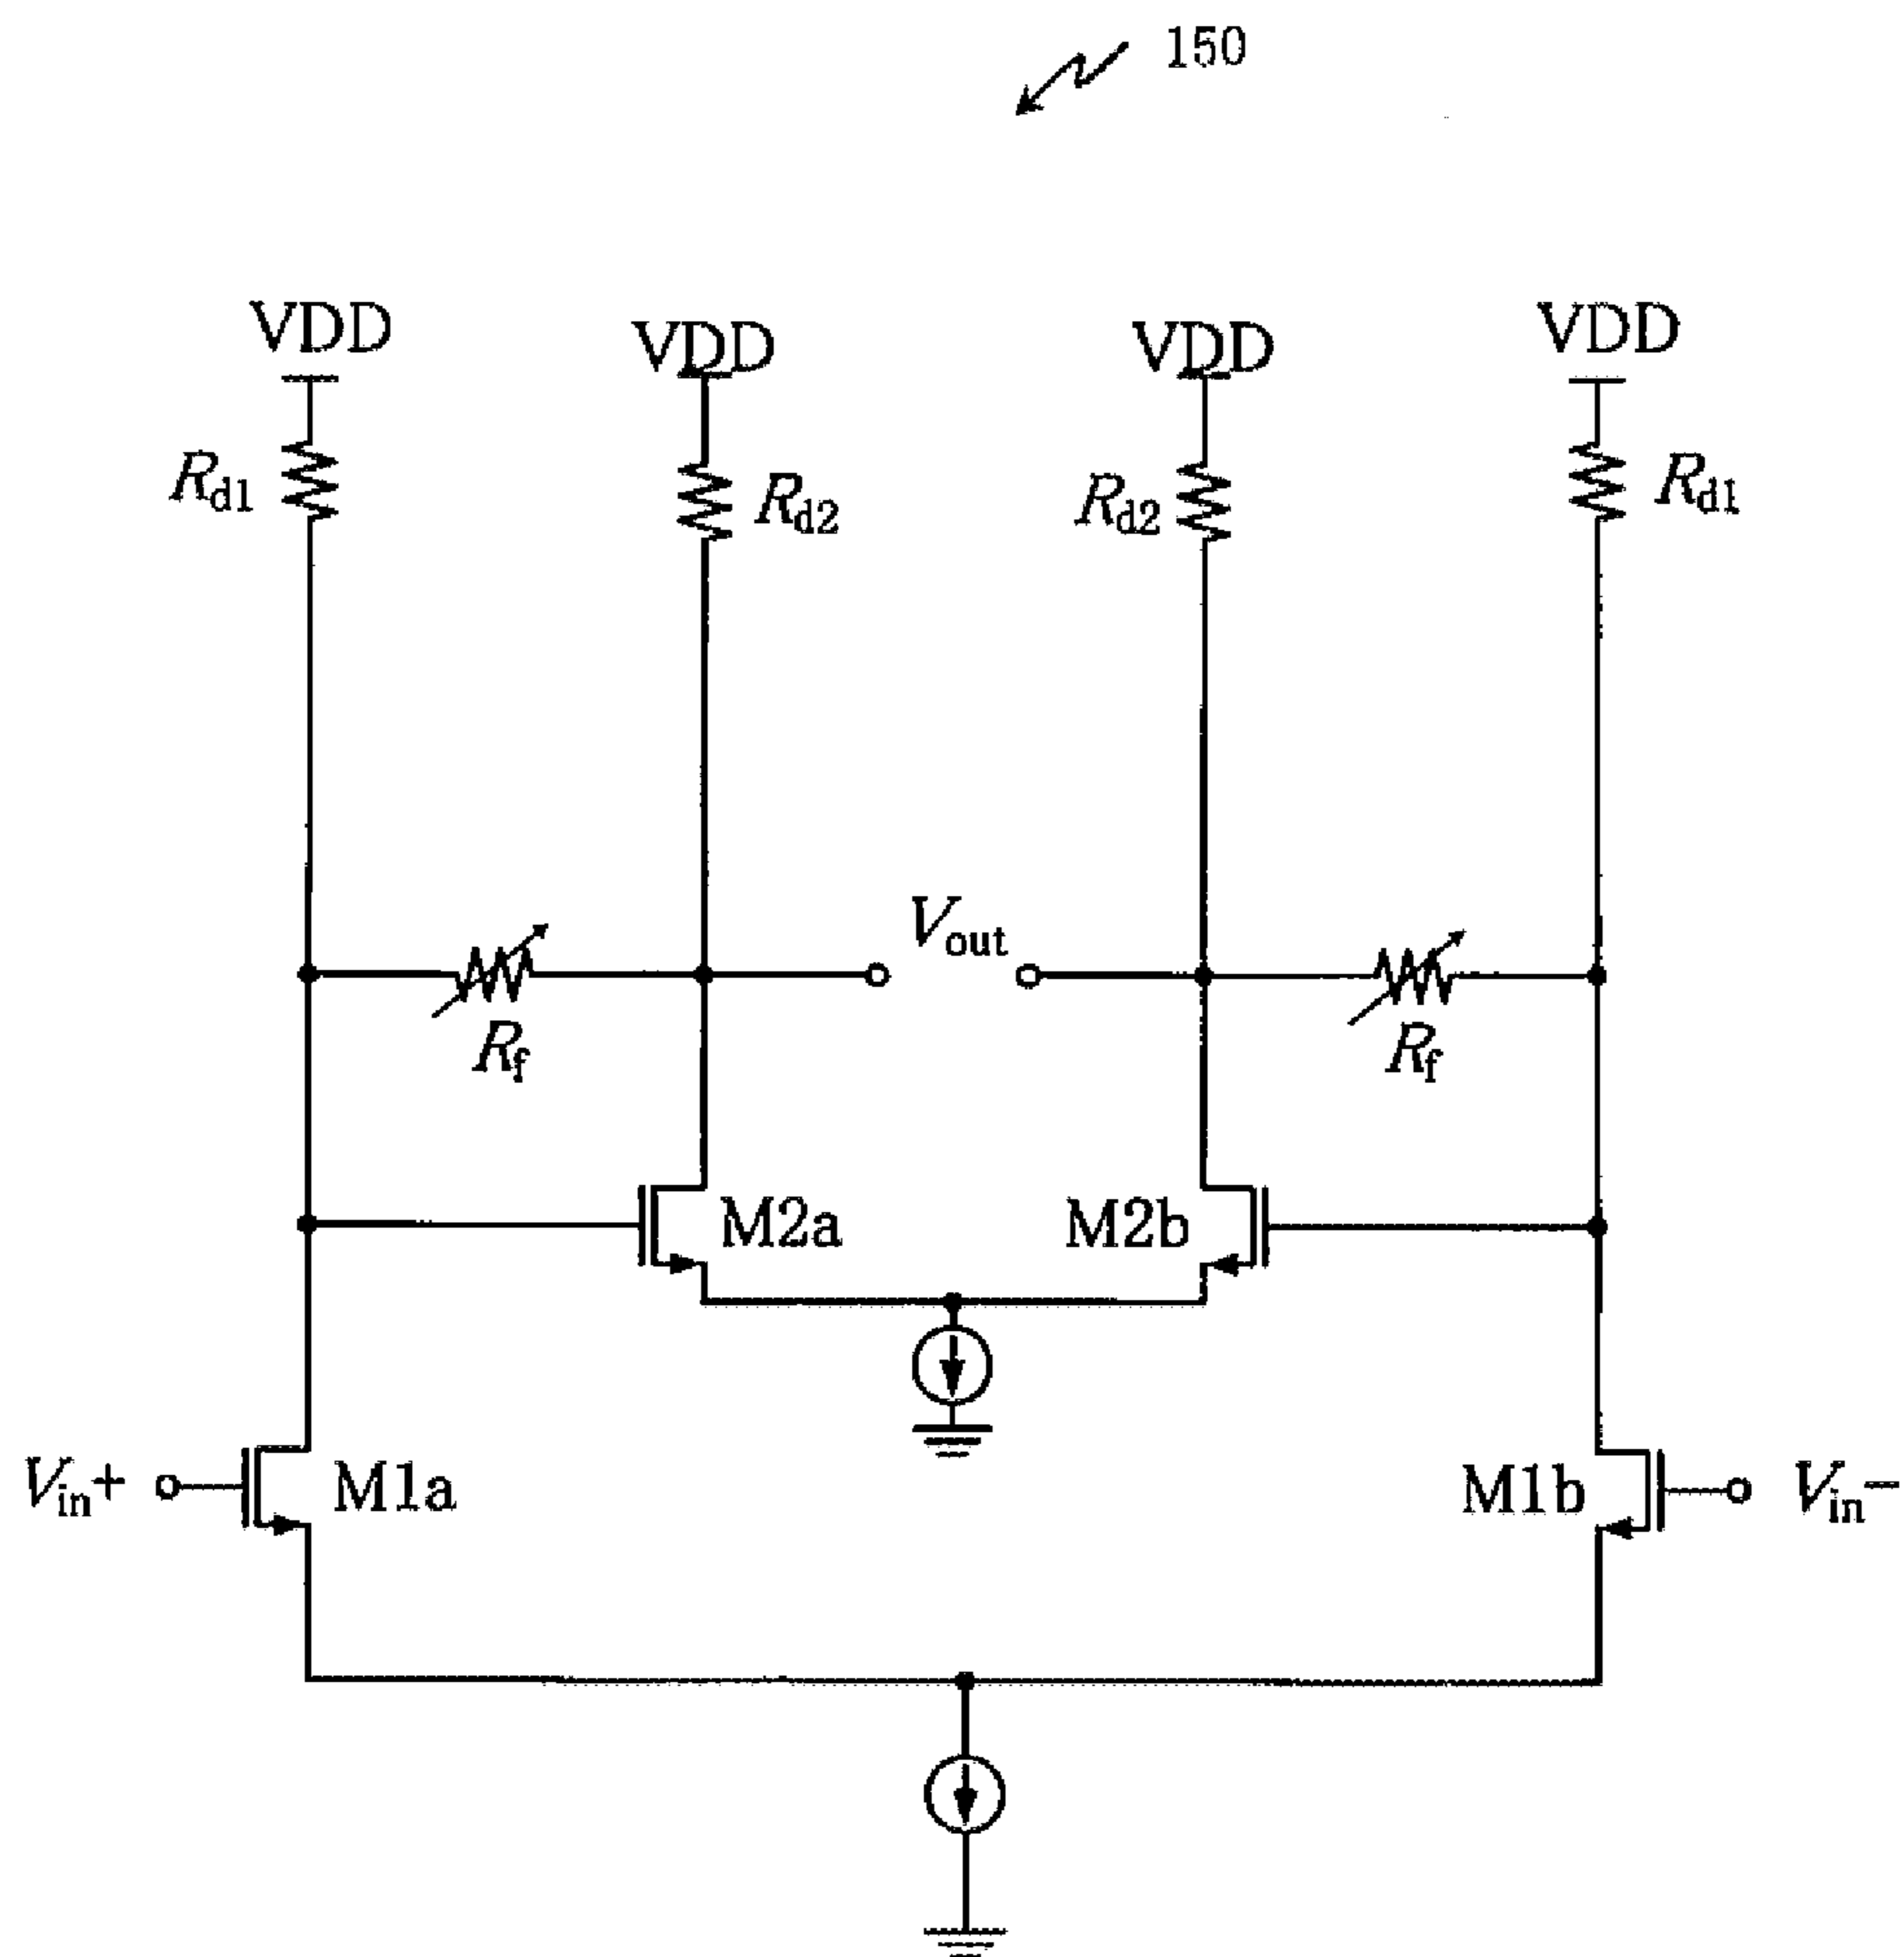 150
VDD VDD VDD VDD
Rd1 Rd2 Rd2 Rd1
Vout
Rf Rf
M2a M2b
Vin+ M1a M1b Vin−